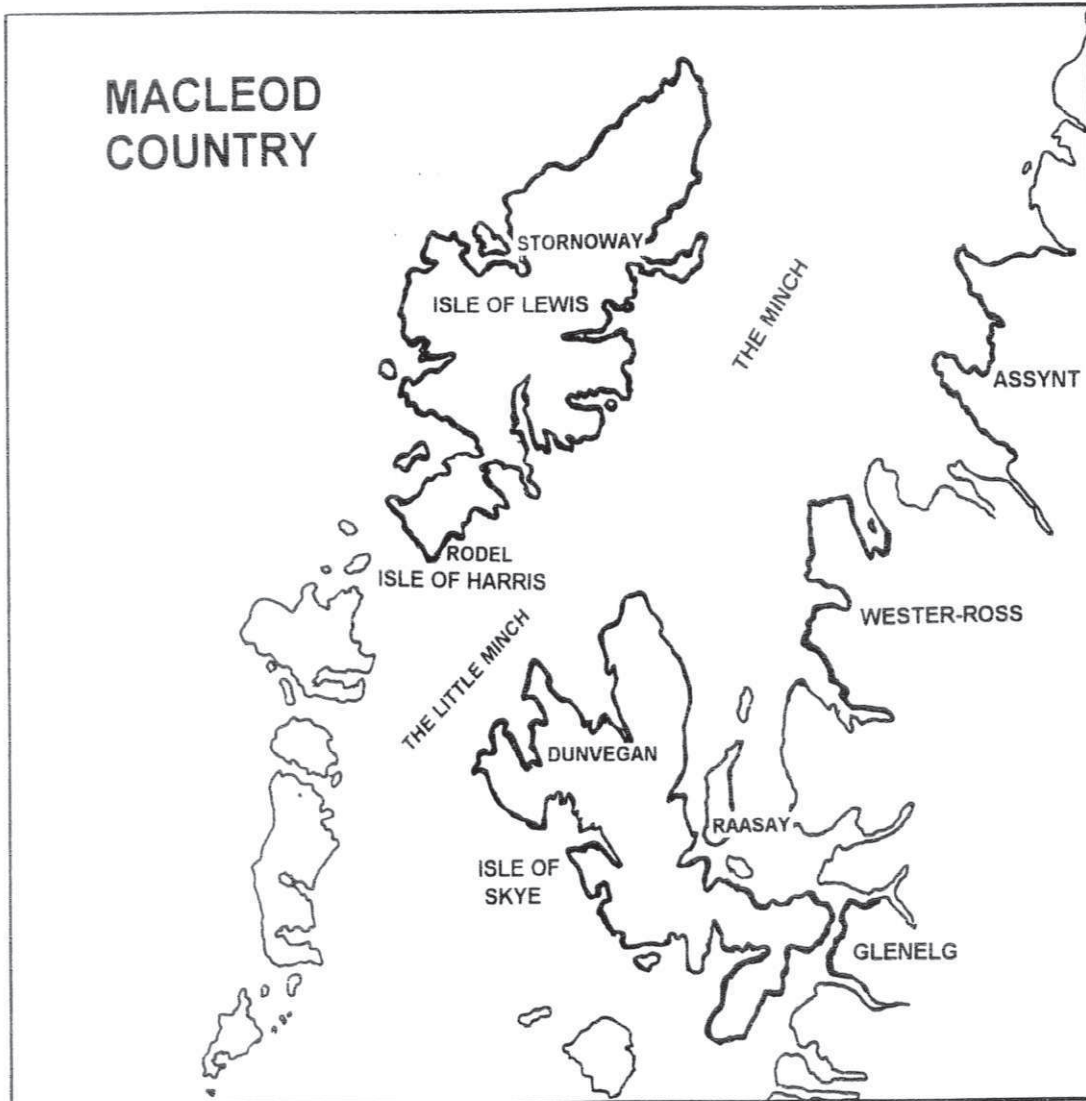 MACLEOD
COUNTRY
STORNOWAY
ISLE OF LEWIS
THE MINCH
ASSYNT
RODEL
ISLE OF HARRIS
WESTER-ROSS
THE LITTLE MINCH
DUNVEGAN
RAASAY
ISLE OF
SKYE
GLENELG